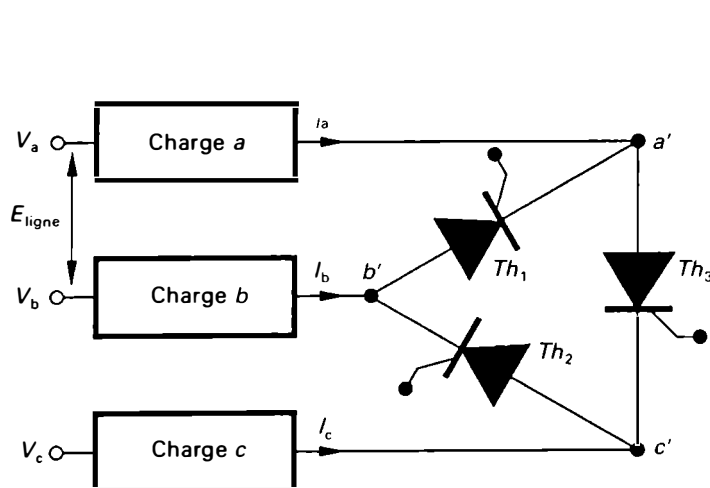 Va
Charge a
Ia
a'
Eligne
Th1
Th3
Vb
Charge b
Ib
b'
Th2
Vc
Charge c
Ic
c'